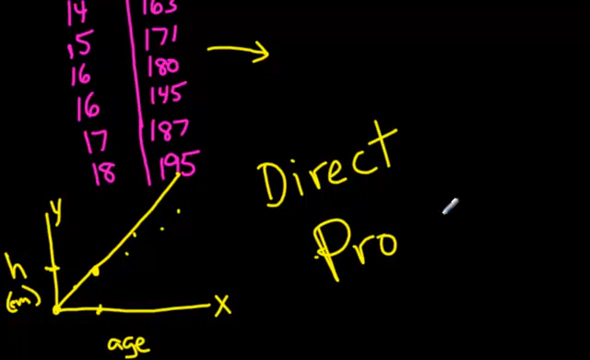 14 163
15 171
16 180
16 145
17 187
18 195
Direct
Pro
y
h
(cm)
x
age